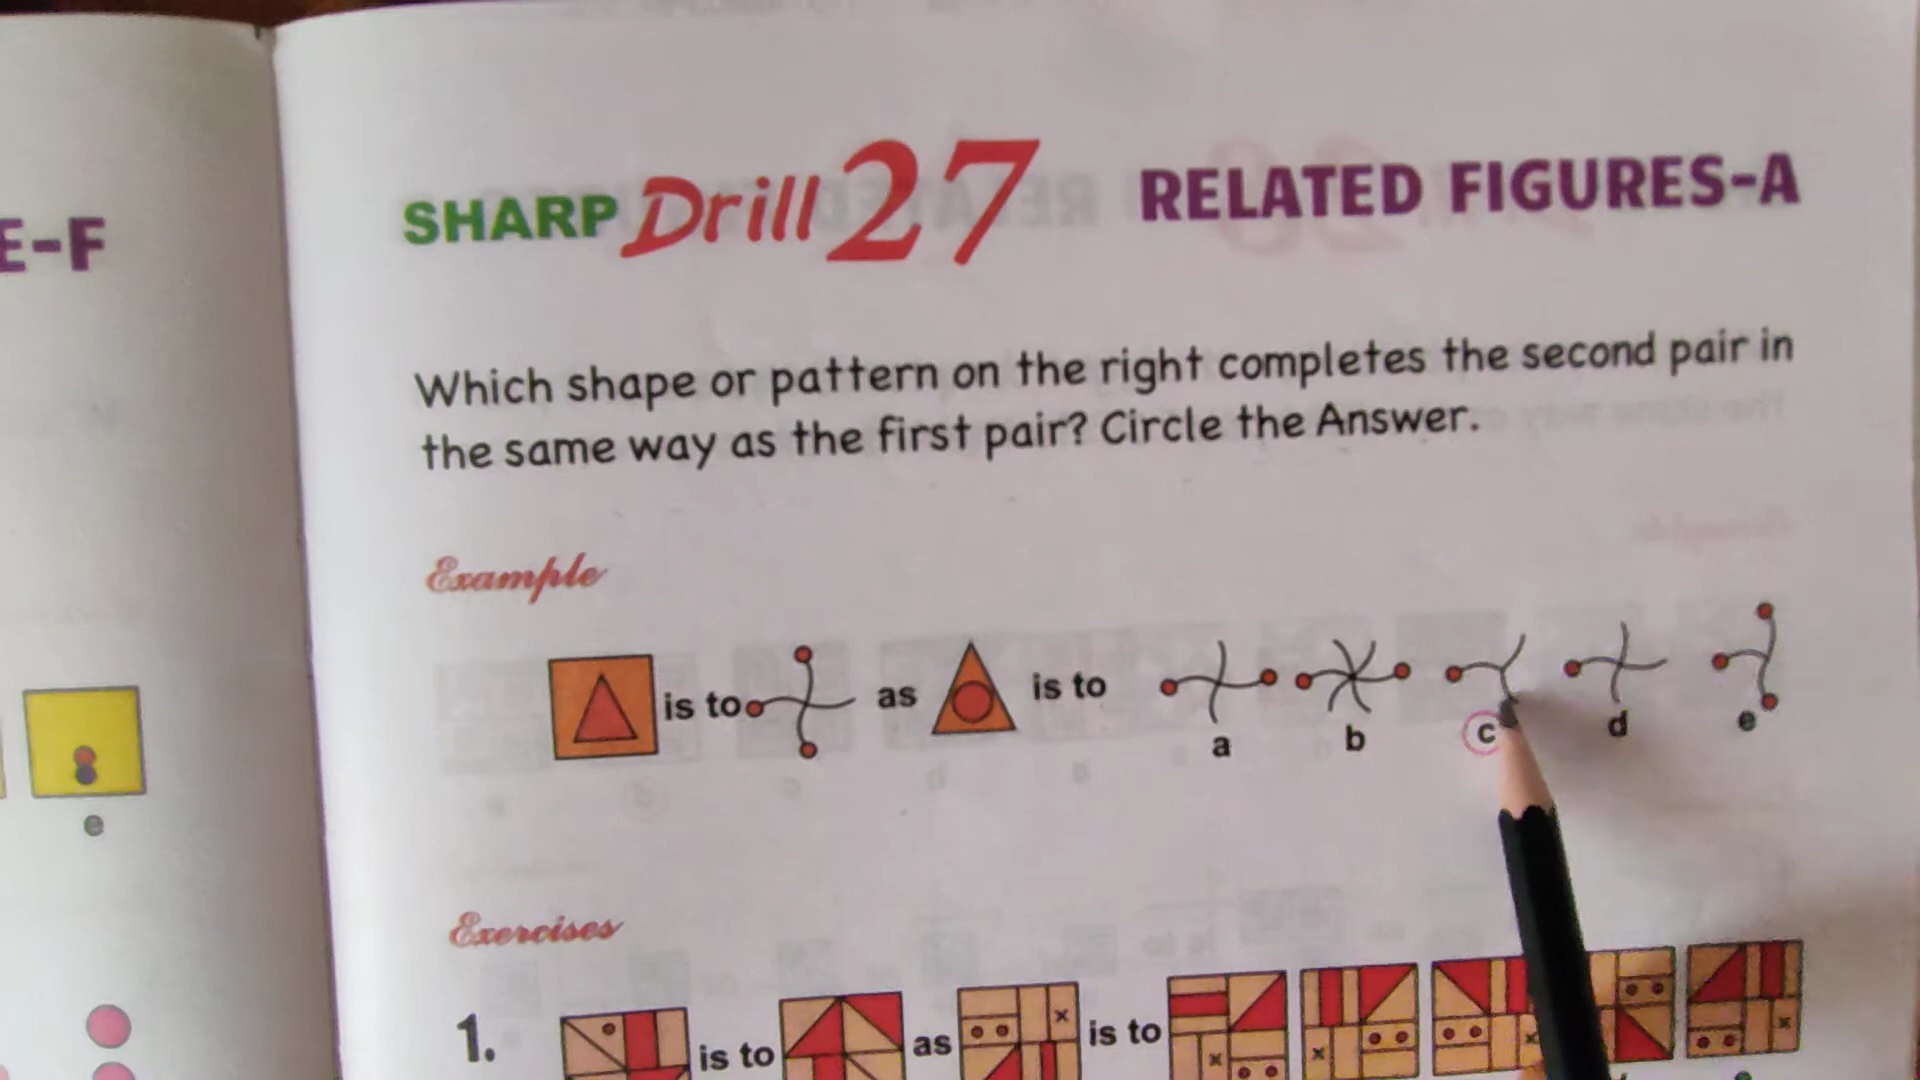 E-F
e
SHARP Drill 27 RELATED FIGURES-A
Which shape or pattern on the right completes the second pair in
the same way as the first pair? Circle the Answer.
Example
is to as is to
a b c d e
Exercises
1. is to as is to